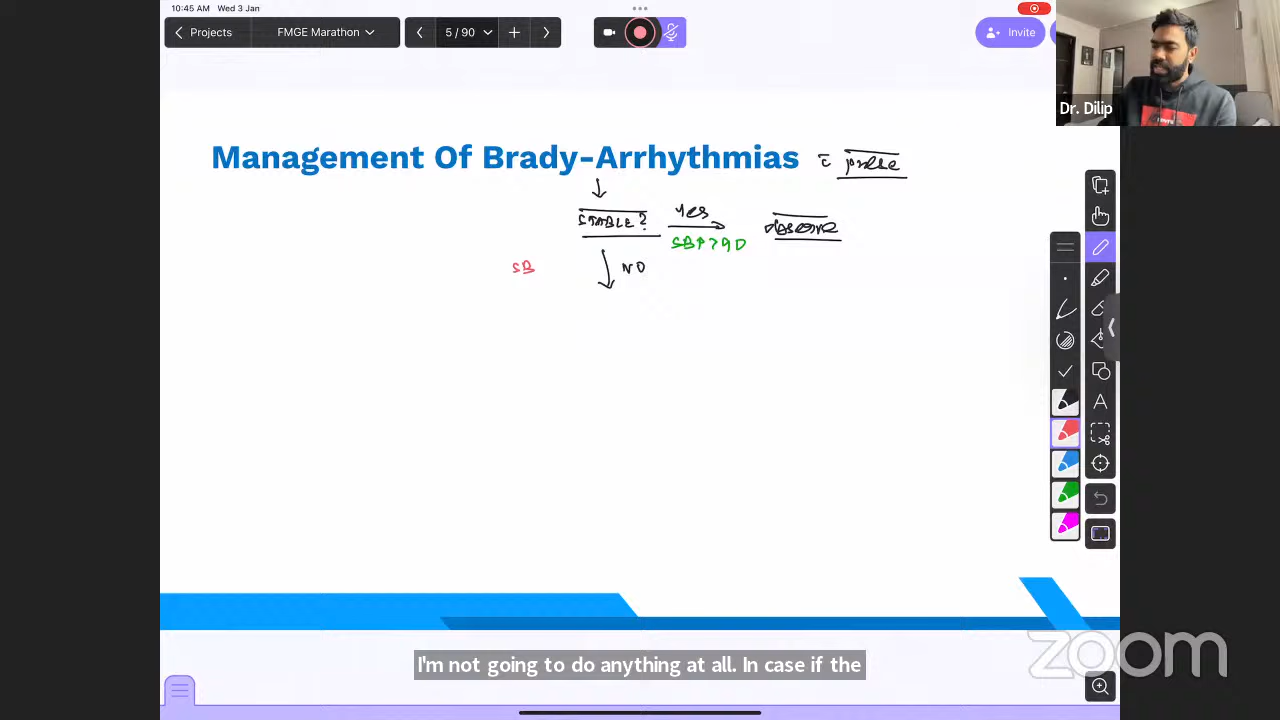 10:45 AM Wed 3 Jan
Projects
FMGE Marathon
5 / 90
Invite
Dr. Dilip
Management Of Brady-Arrhythmias c̄ pulse
STABLE? Yes observe
SBP > 90
SB
NO
A
I'm not going to do anything at all. In case if the
zoom